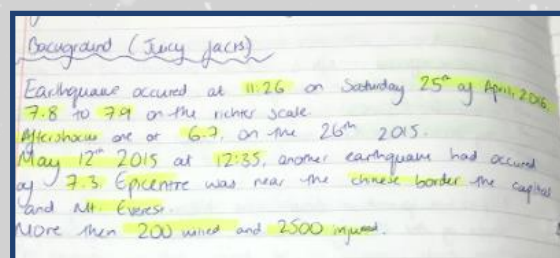 Background (Juicy facts)
Earthquake occured at 11:26 on Saturday 25th of April, 2015,
7.8 to 7.9 on the richter scale.
Aftershocks one at 6.7, on the 26th 2015.
May 12th 2015 at 12:35, another earthquake had occured
of 7.3. Epicentre was near the chinese border the capital
and Mt. Everest.
More then 200 killed and 2500 injured.